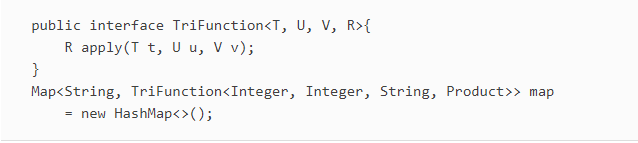 public interface TriFunction<T, U, V, R>{
    R apply(T t, U u, V v);
}
Map<String, TriFunction<Integer, Integer, String, Product>> map
    = new HashMap<>();